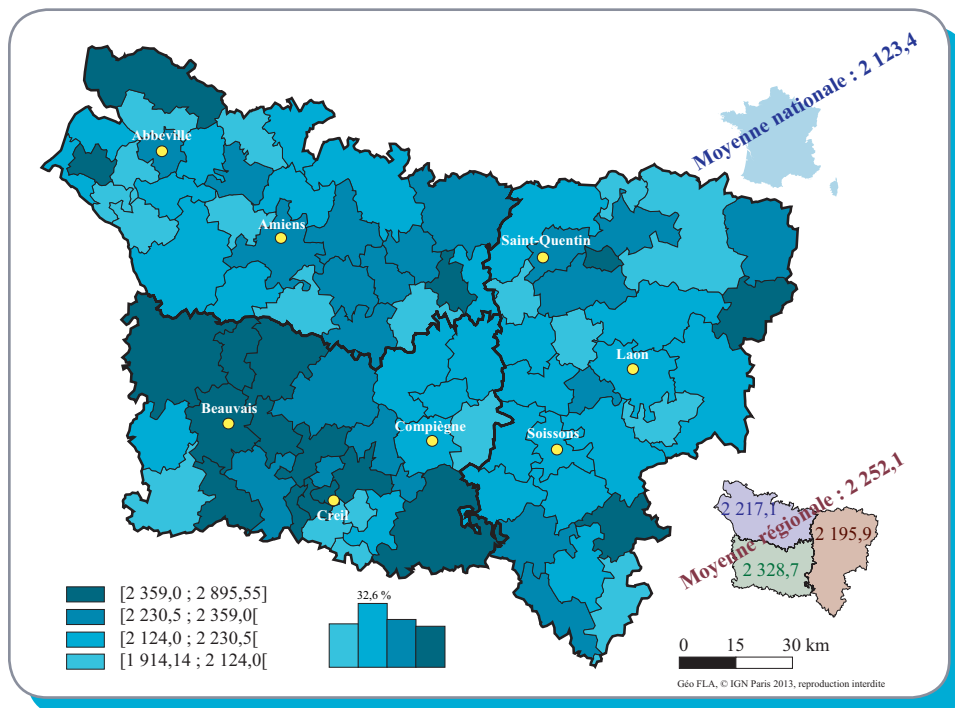 Moyenne nationale : 2 123,4
Abbeville
Amiens
Saint-Quentin
Laon
Beauvais
Compiègne
Soissons
Creil
Moyenne régionale : 2 252,1
2 217,1
2 195,9
2 328,7
[2 359,0 ; 2 895,55]
[2 230,5 ; 2 359,0[
[2 124,0 ; 2 230,5[
[1 914,14 ; 2 124,0[
32,6 %
0 15 30 km
Géo FLA, © IGN Paris 2013, reproduction interdite